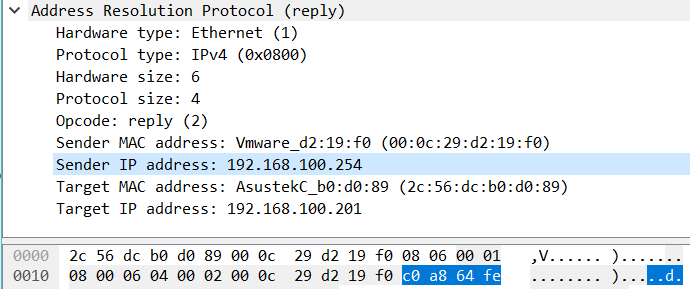 Address Resolution Protocol (reply)
Hardware type: Ethernet (1)
Protocol type: IPv4 (0x0800)
Hardware size: 6
Protocol size: 4
Opcode: reply (2)
Sender MAC address: Vmware_d2:19:f0 (00:0c:29:d2:19:f0)
Sender IP address: 192.168.100.254
Target MAC address: AsustekC_b0:d0:89 (2c:56:dc:b0:d0:89)
Target IP address: 192.168.100.201
0000 2c 56 dc b0 d0 89 00 0c 29 d2 19 f0 08 06 00 01 ,V...... ).......
0010 08 00 06 04 00 02 00 0c 29 d2 19 f0 c0 a8 64 fe ........ ).....d.